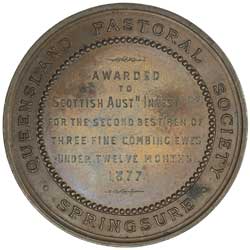 QUEENSLAND PASTORAL SOCIETY
SPRINGSURE
AWARDED
TO
SCOTTISH AUSTN INVEST
FOR THE SECOND BEST PEN OF
THREE FINE COMBING EWES
UNDER TWELVE MONTHS
1877